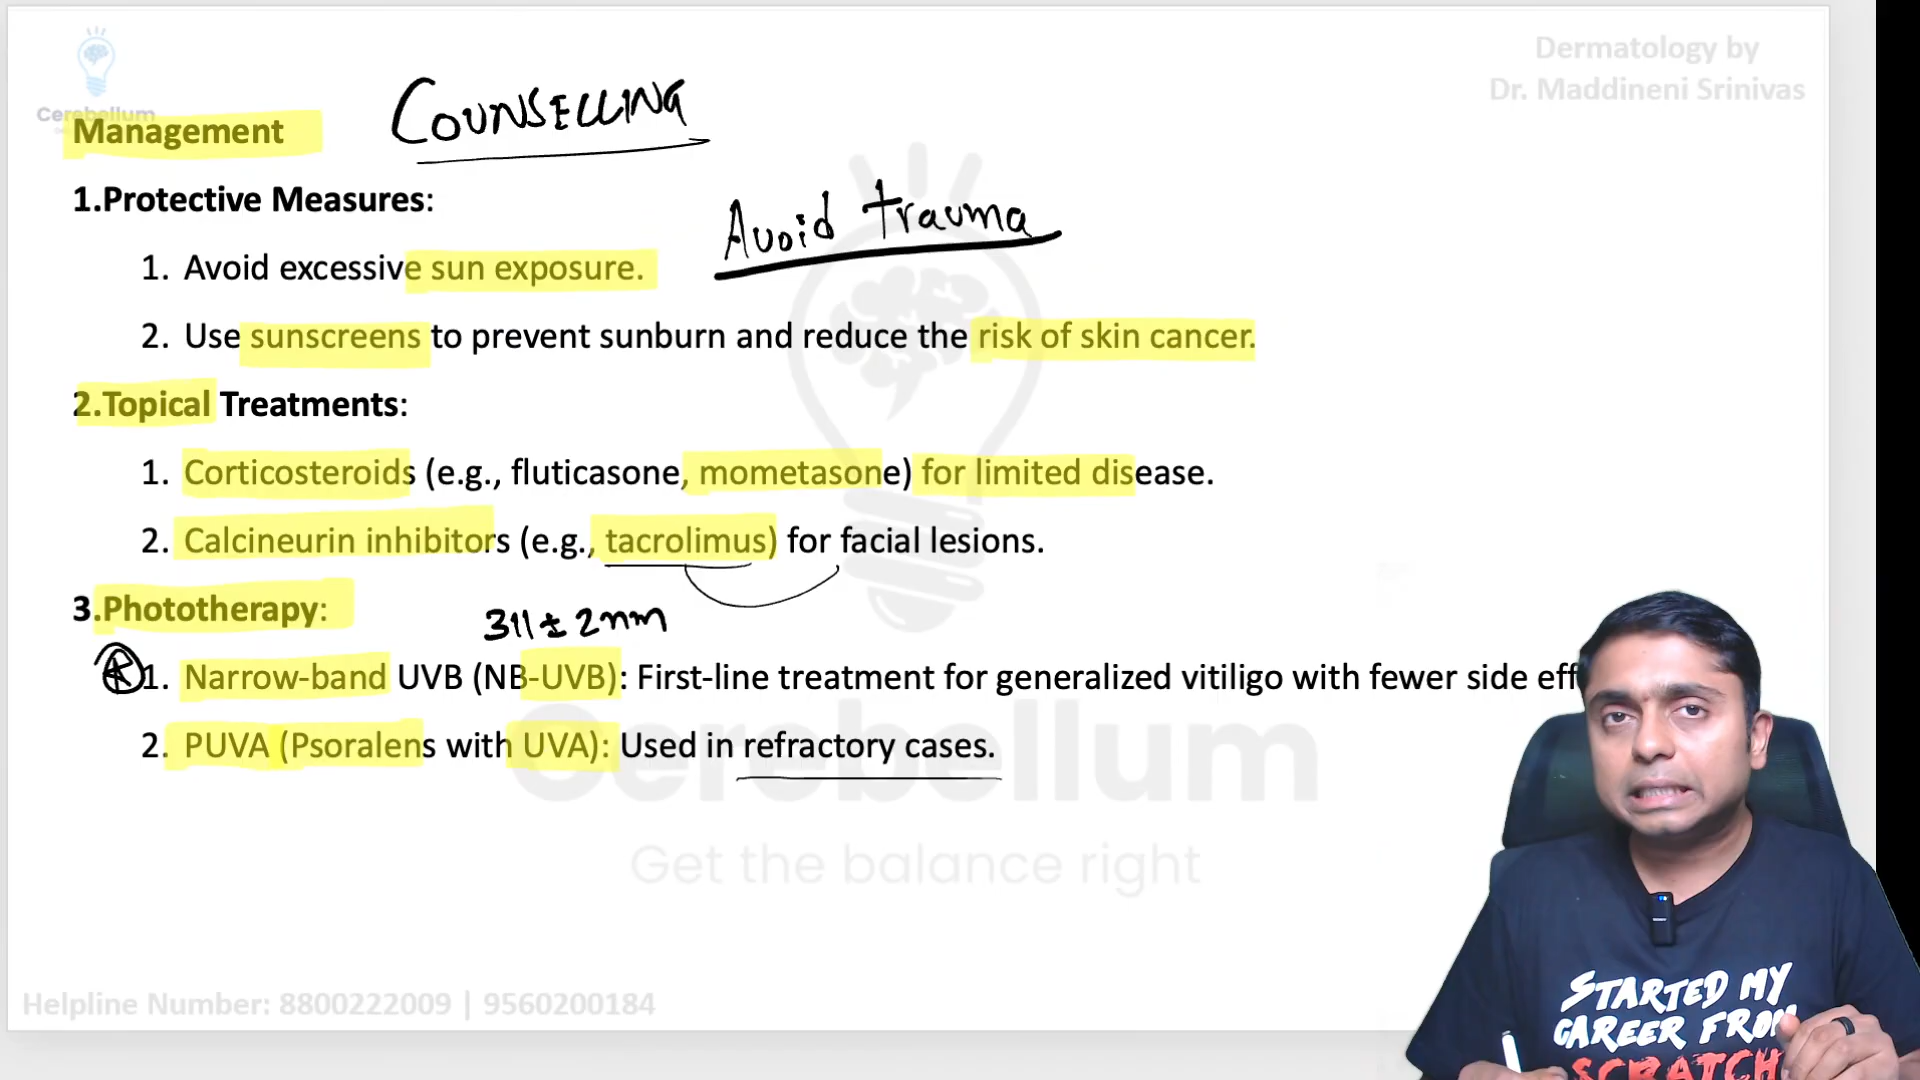 Dermatology by
Dr. Maddineni Srinivas
Cerebellum
Management
COUNSELLING
1.Protective Measures:
Avoid trauma
1. Avoid excessive sun exposure.
2. Use sunscreens to prevent sunburn and reduce the risk of skin cancer.
2.Topical Treatments:
1. Corticosteroids (e.g., fluticasone, mometasone) for limited disease.
2. Calcineurin inhibitors (e.g., tacrolimus) for facial lesions.
3.Phototherapy:
311 ± 2nm
1. Narrow-band UVB (NB-UVB): First-line treatment for generalized vitiligo with fewer side eff
2. PUVA (Psoralens with UVA): Used in refractory cases.
Cerebellum
Get the balance right
Helpline Number: 8800222009 | 9560200184
STARTED MY
CAREER FROM
SCRATCH